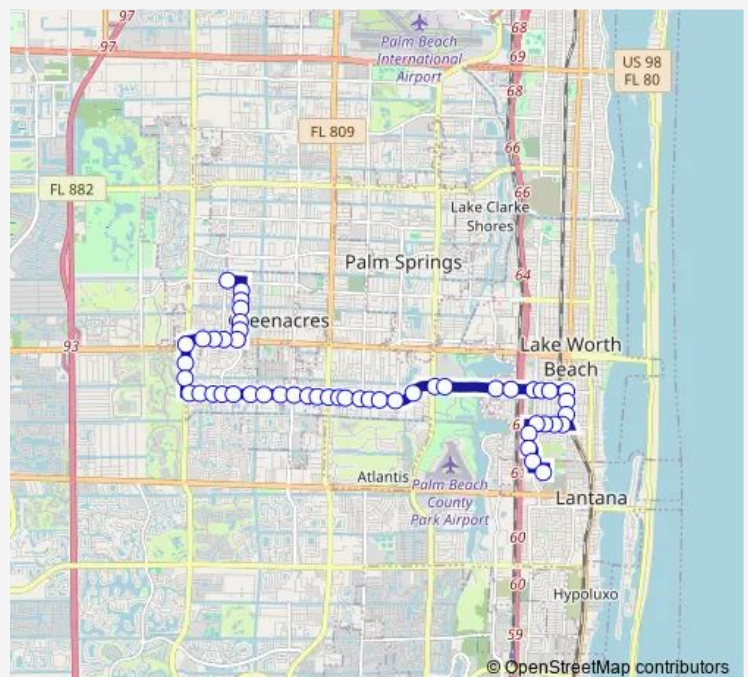 97
97
68
Palm Beach
International
Airport
69
US 98
FL 80
68
FL 809
66
FL 882
66
Lake Clarke
Shores
Palm Springs
64
Greenacres
93
Lake Worth
Beach
Atlantis
Palm Beach
County
Park Airport
Lantana
60
60
Hypoluxo
59
© OpenStreetMap contributors